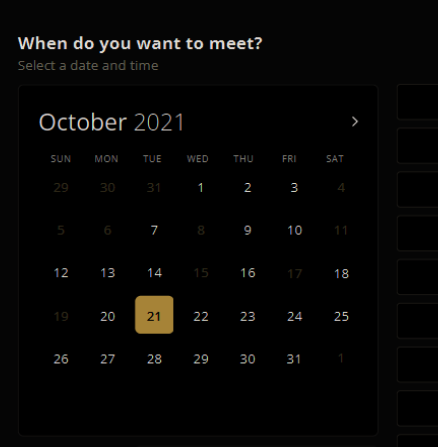 When do you want to meet?
Select a date and time
October 2021
SUN MON TUE WED THU FRI SAT
29 30 31 1 2 3 4
5 6 7 8 9 10 11
12 13 14 15 16 17 18
19 20 21 22 23 24 25
26 27 28 29 30 31 1